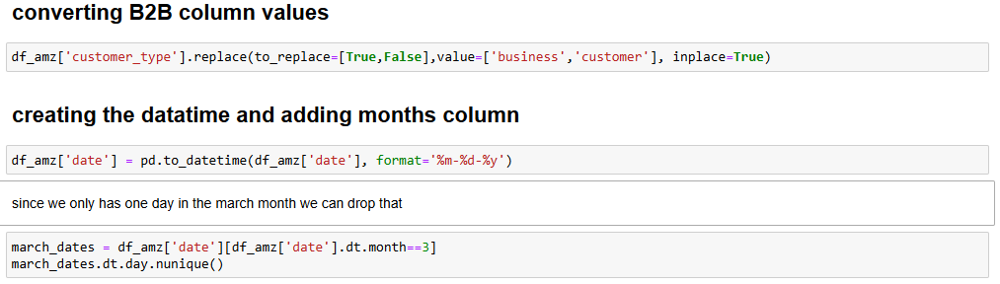 converting B2B column values
df_amz['customer_type'].replace(to_replace=[True,False],value=['business','customer'], inplace=True)
creating the datatime and adding months column
df_amz['date'] = pd.to_datetime(df_amz['date'], format='%m-%d-%y')
since we only has one day in the march month we can drop that
march_dates = df_amz['date'][df_amz['date'].dt.month==3]
march_dates.dt.day.nunique()